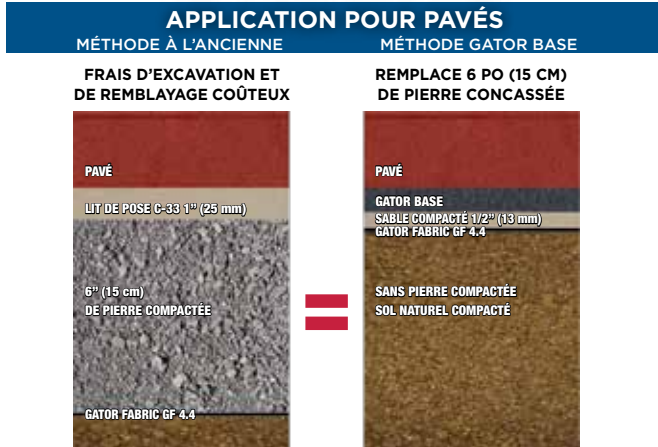 APPLICATION POUR PAVÉS
MÉTHODE À L'ANCIENNE
FRAIS D'EXCAVATION ET
DE REMBLAYAGE COÛTEUX
PAVÉ
LIT DE POSE C-33 1" (25 mm)
6" (15 cm)
DE PIERRE COMPACTÉE
GATOR FABRIC GF 4.4
MÉTHODE GATOR BASE
REMPLACE 6 PO (15 CM)
DE PIERRE CONCASSÉE
PAVÉ
GATOR BASE
SABLE COMPACTÉ 1/2" (13 mm)
GATOR FABRIC GF 4.4
SANS PIERRE COMPACTÉE
SOL NATUREL COMPACTÉ